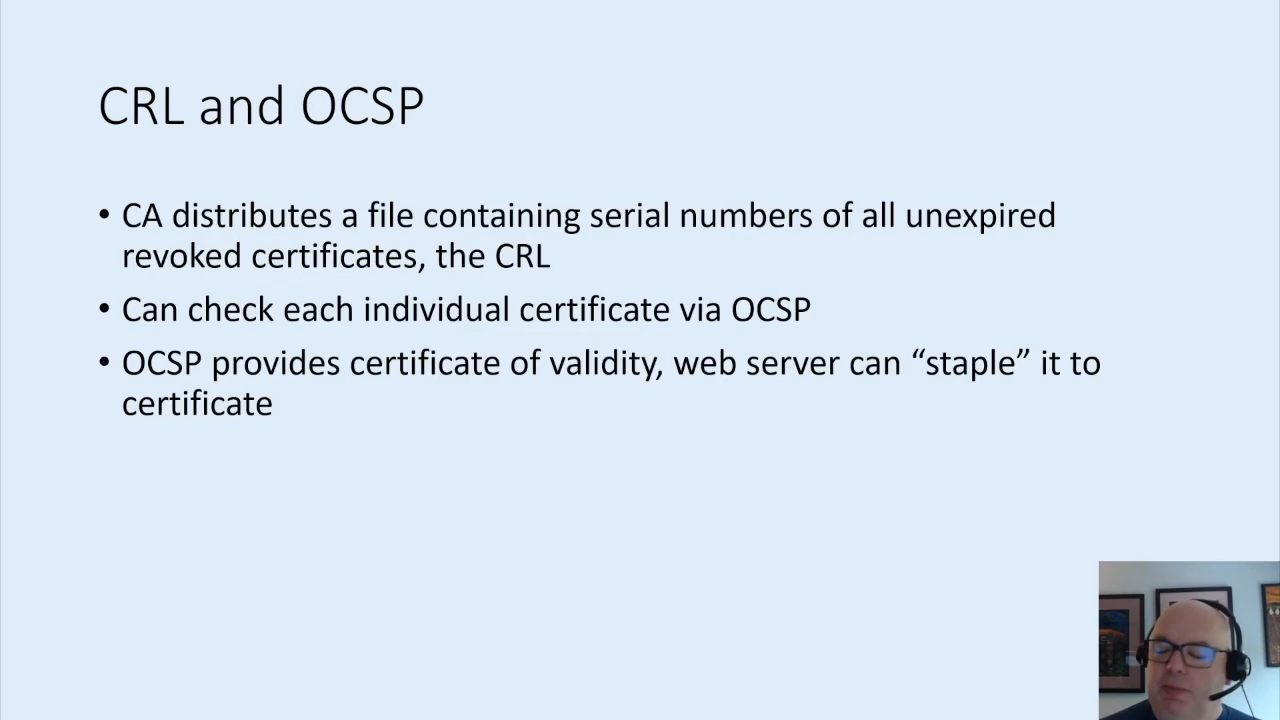 CRL and OCSP
• CA distributes a file containing serial numbers of all unexpired
revoked certificates, the CRL
• Can check each individual certificate via OCSP
• OCSP provides certificate of validity, web server can “staple” it to
certificate